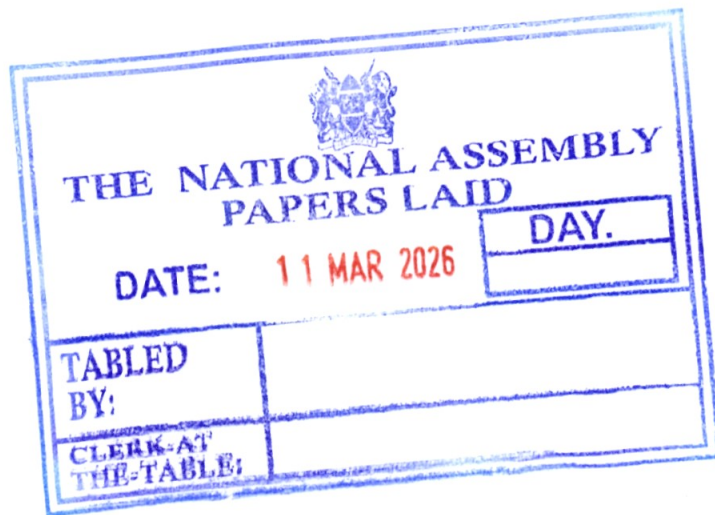 THE NATIONAL ASSEMBLY
PAPERS LAID
DATE: 11 MAR 2026
DAY.
TABLED
BY:
CLERK-AT
THE-TABLE: